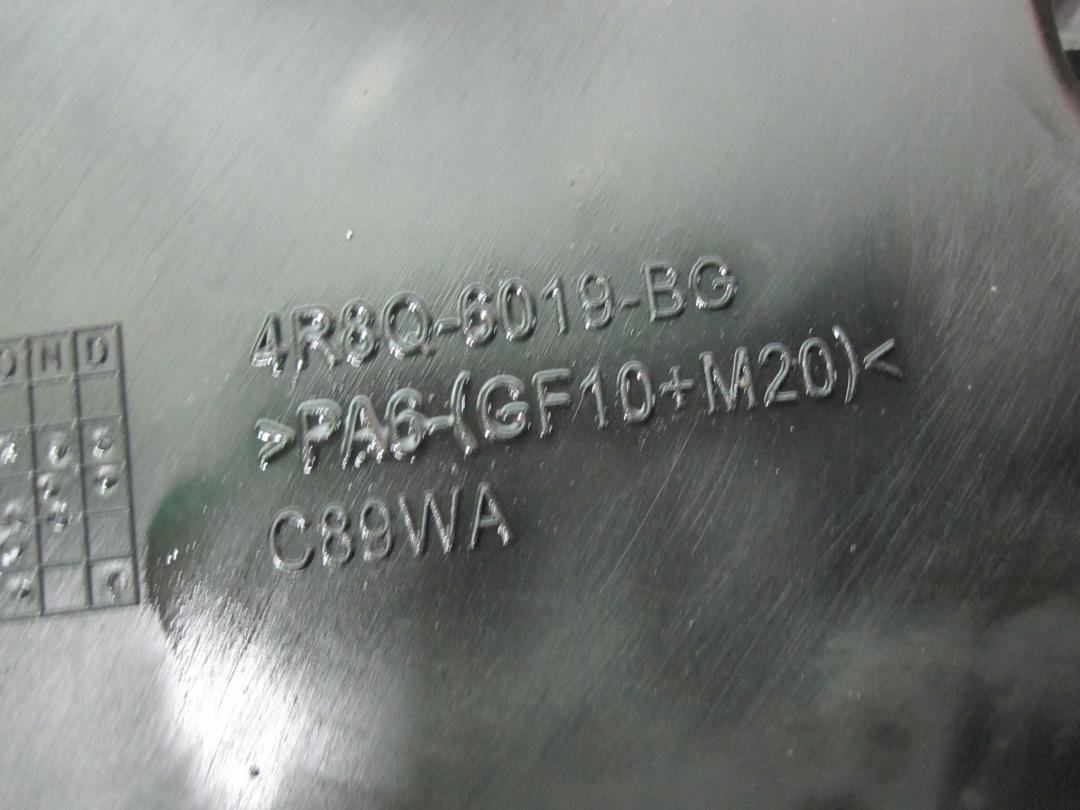 4R8Q-6019-BG
>PA6-(GF10+M20)<
C89WA
O N D